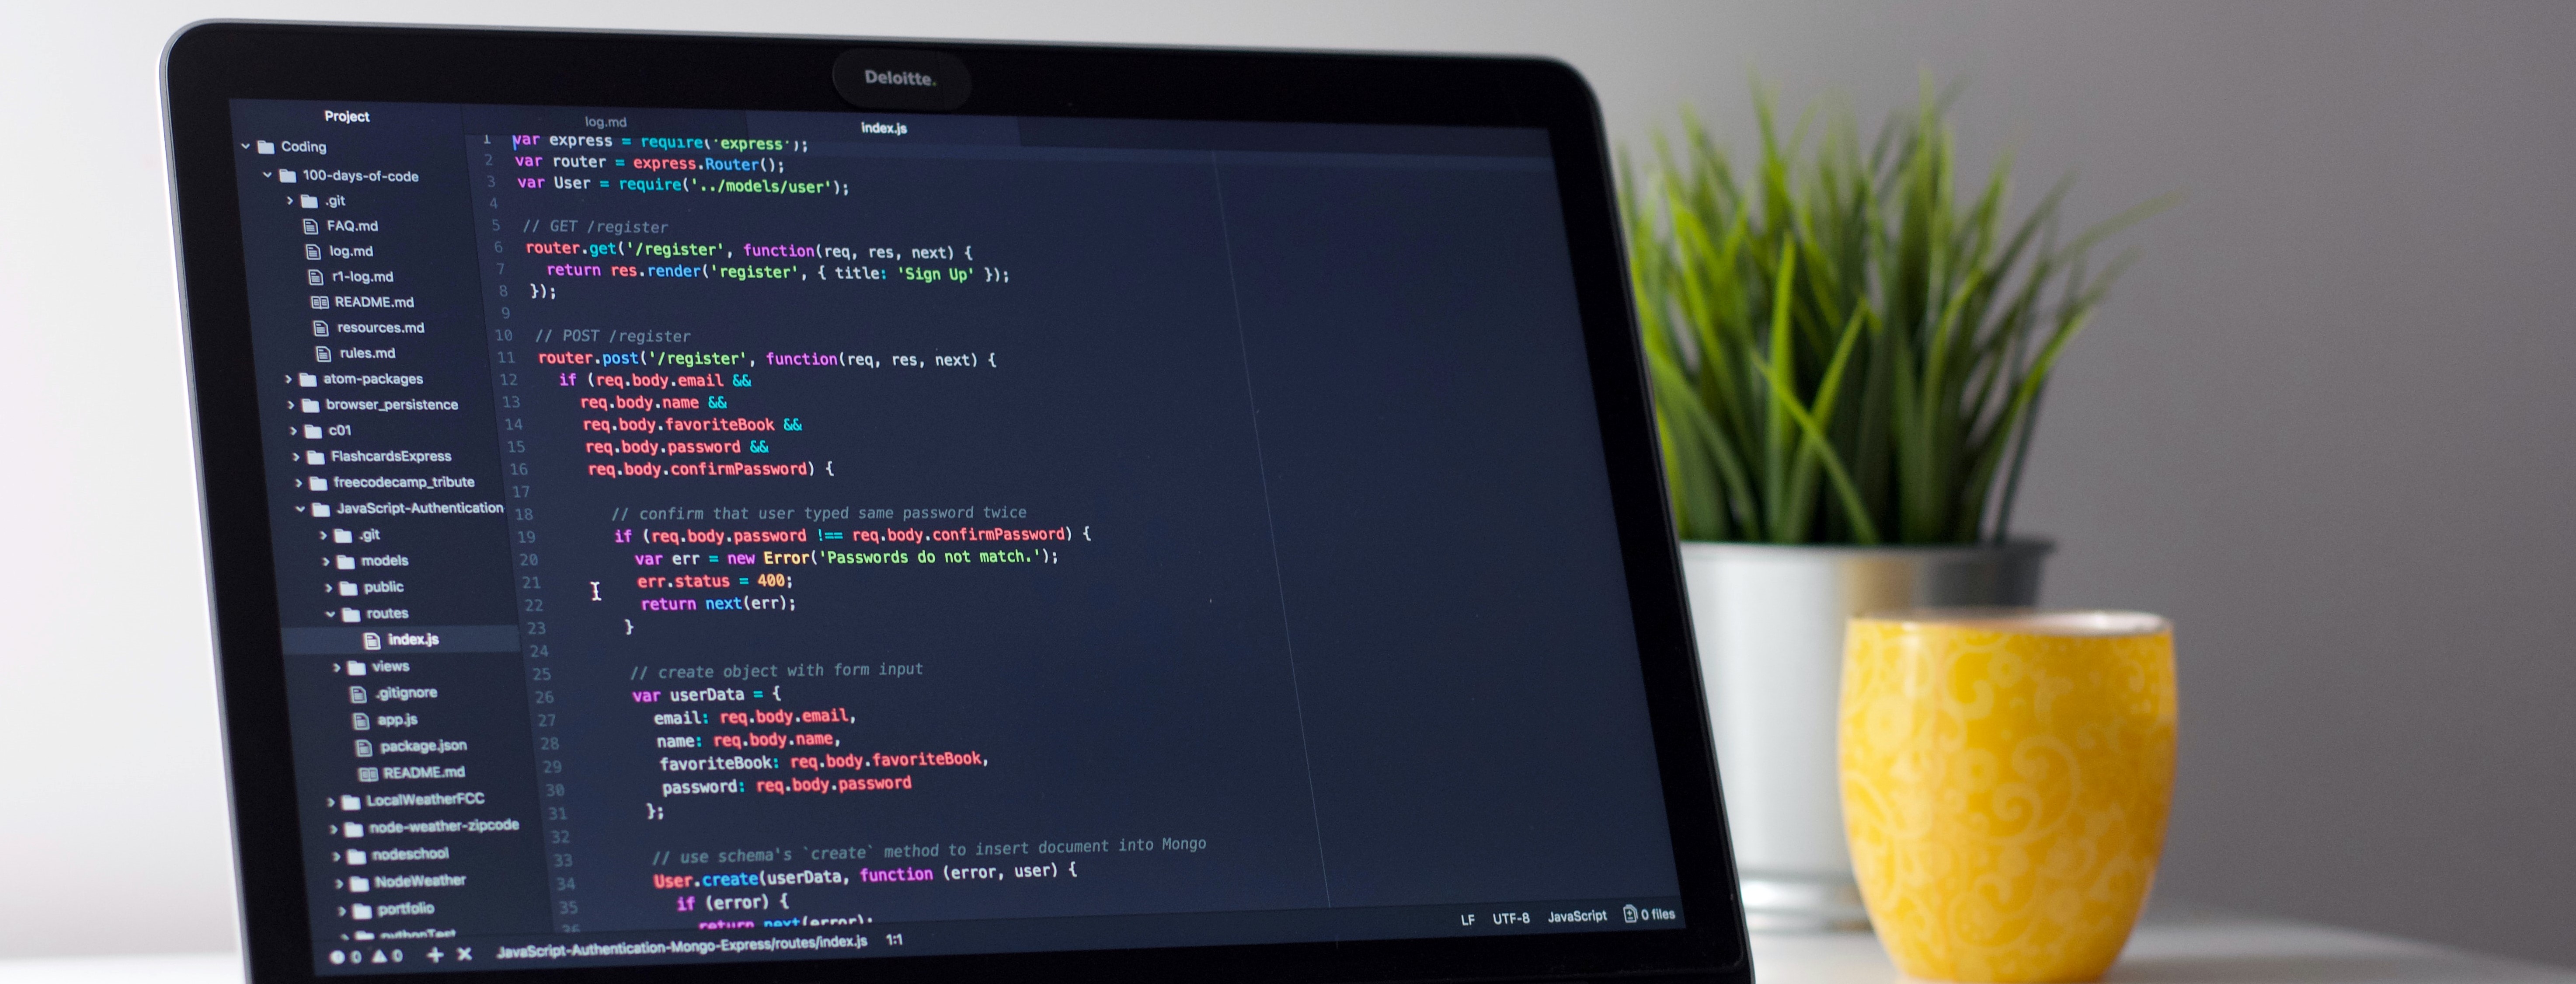 Deloitte.
Project
Coding
100-days-of-code
.git
FAQ.md
log.md
r1-log.md
README.md
resources.md
rules.md
atom-packages
browser_persistence
c01
FlashcardsExpress
freecodecamp_tribute
JavaScript-Authentication
.git
models
public
routes
index.js
views
.gitignore
app.js
package.json
README.md
LocalWeatherFCC
node-weather-zipcode
nodeschool
NodeWeather
portfolio
pythonTest
log.md
index.js
1 var express = require('express');
2 var router = express.Router();
3 var User = require('../models/user');
4
5 // GET /register
6 router.get('/register', function(req, res, next) {
7 return res.render('register', { title: 'Sign Up' });
8 });
9
10 // POST /register
11 router.post('/register', function(req, res, next) {
12 if (req.body.email &&
13 req.body.name &&
14 req.body.favoriteBook &&
15 req.body.password &&
16 req.body.confirmPassword) {
17
18 // confirm that user typed same password twice
19 if (req.body.password !== req.body.confirmPassword) {
20 var err = new Error('Passwords do not match.');
21 err.status = 400;
22 return next(err);
23 }
24
25 // create object with form input
26 var userData = {
27 email: req.body.email,
28 name: req.body.name,
29 favoriteBook: req.body.favoriteBook,
30 password: req.body.password
31 };
32
33 // use schema's `create` method to insert document into Mongo
34 User.create(userData, function (error, user) {
35 if (error) {
36 return next(error);
0 0 JavaScript-Authentication-Mongo-Express/routes/index.js 1:1
LF UTF-8 JavaScript 0 files